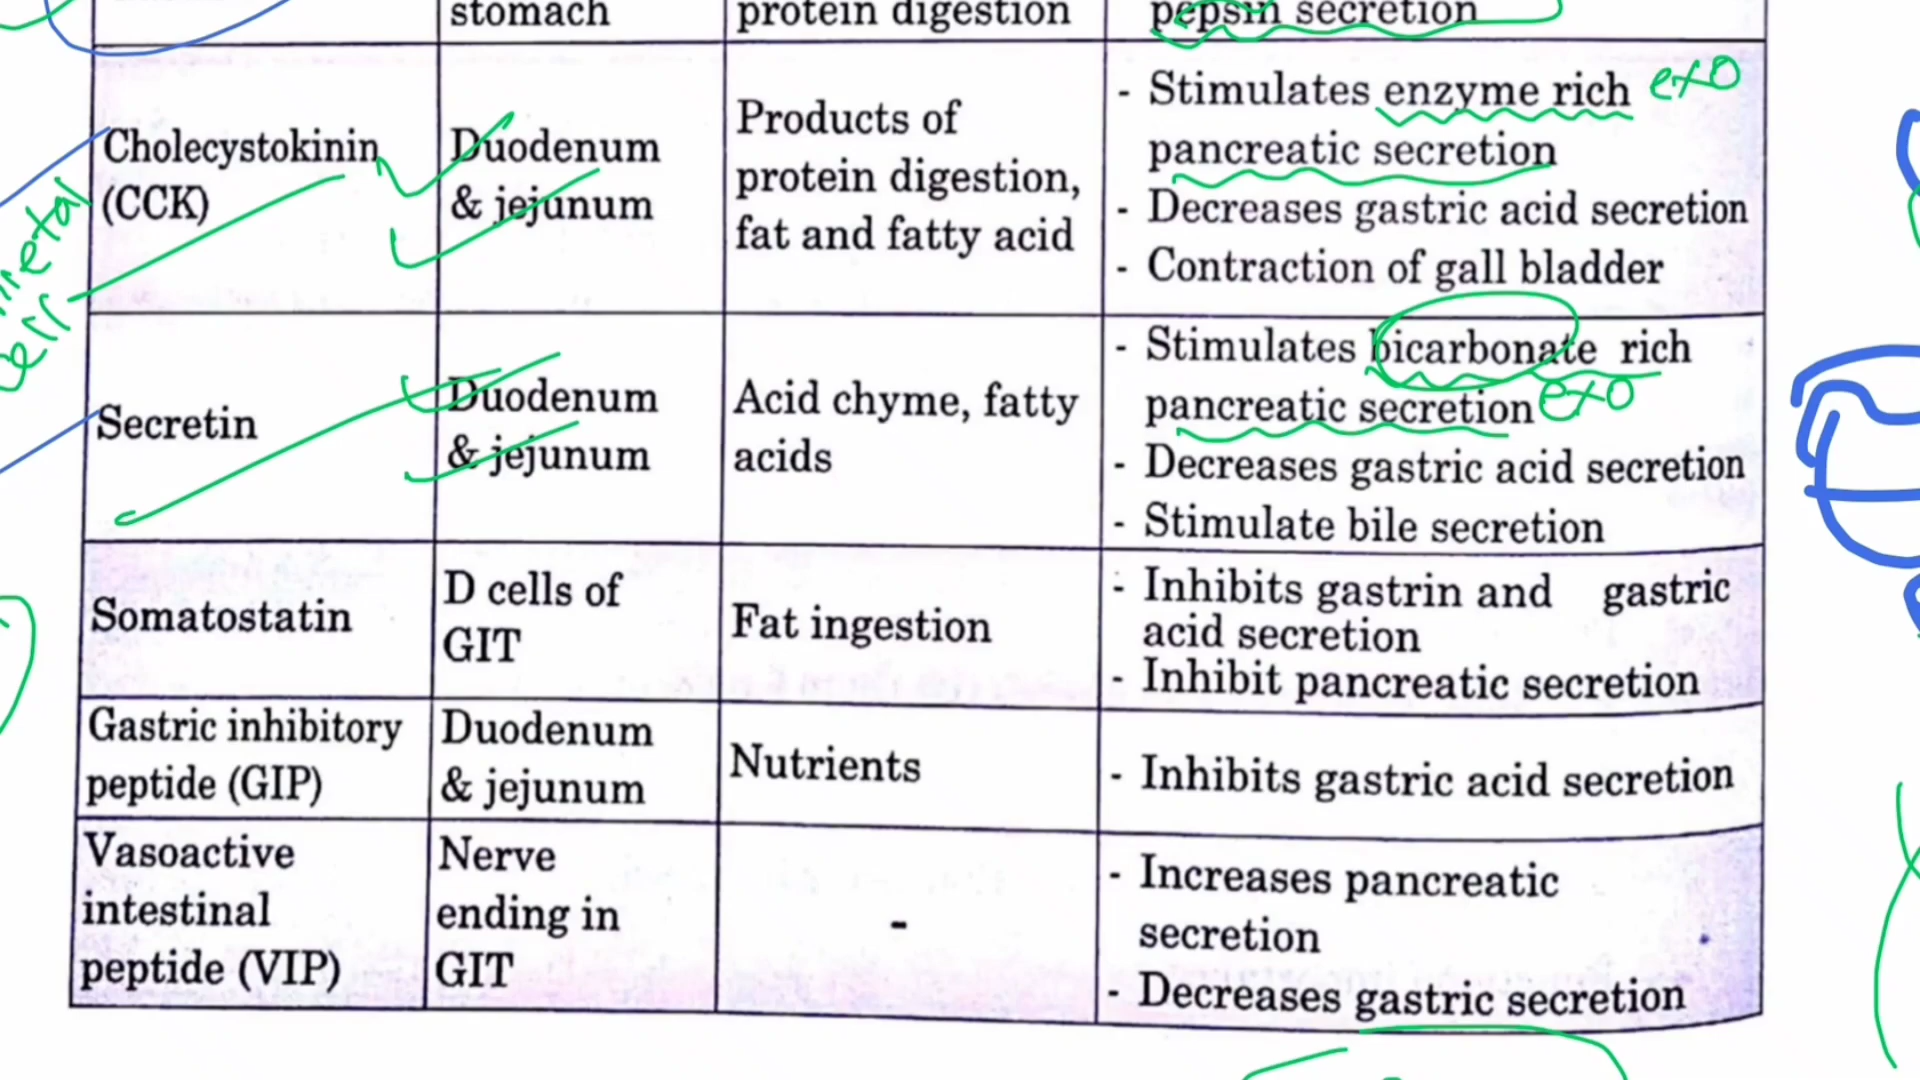 stomach
protein digestion
pepsin secretion
Cholecystokinin
(CCK)
Duodenum
& jejunum
Products of
protein digestion,
fat and fatty acid
- Stimulates enzyme rich exo
pancreatic secretion
- Decreases gastric acid secretion
- Contraction of gall bladder
Secretin
Duodenum
& jejunum
Acid chyme, fatty
acids
- Stimulates bicarbonate rich
pancreatic secretion exo
- Decreases gastric acid secretion
- Stimulate bile secretion
Somatostatin
D cells of
GIT
Fat ingestion
- Inhibits gastrin and gastric
acid secretion
- Inhibit pancreatic secretion
Gastric inhibitory
peptide (GIP)
Duodenum
& jejunum
Nutrients
- Inhibits gastric acid secretion
Vasoactive
intestinal
peptide (VIP)
Nerve
ending in
GIT
-
- Increases pancreatic
secretion
- Decreases gastric secretion